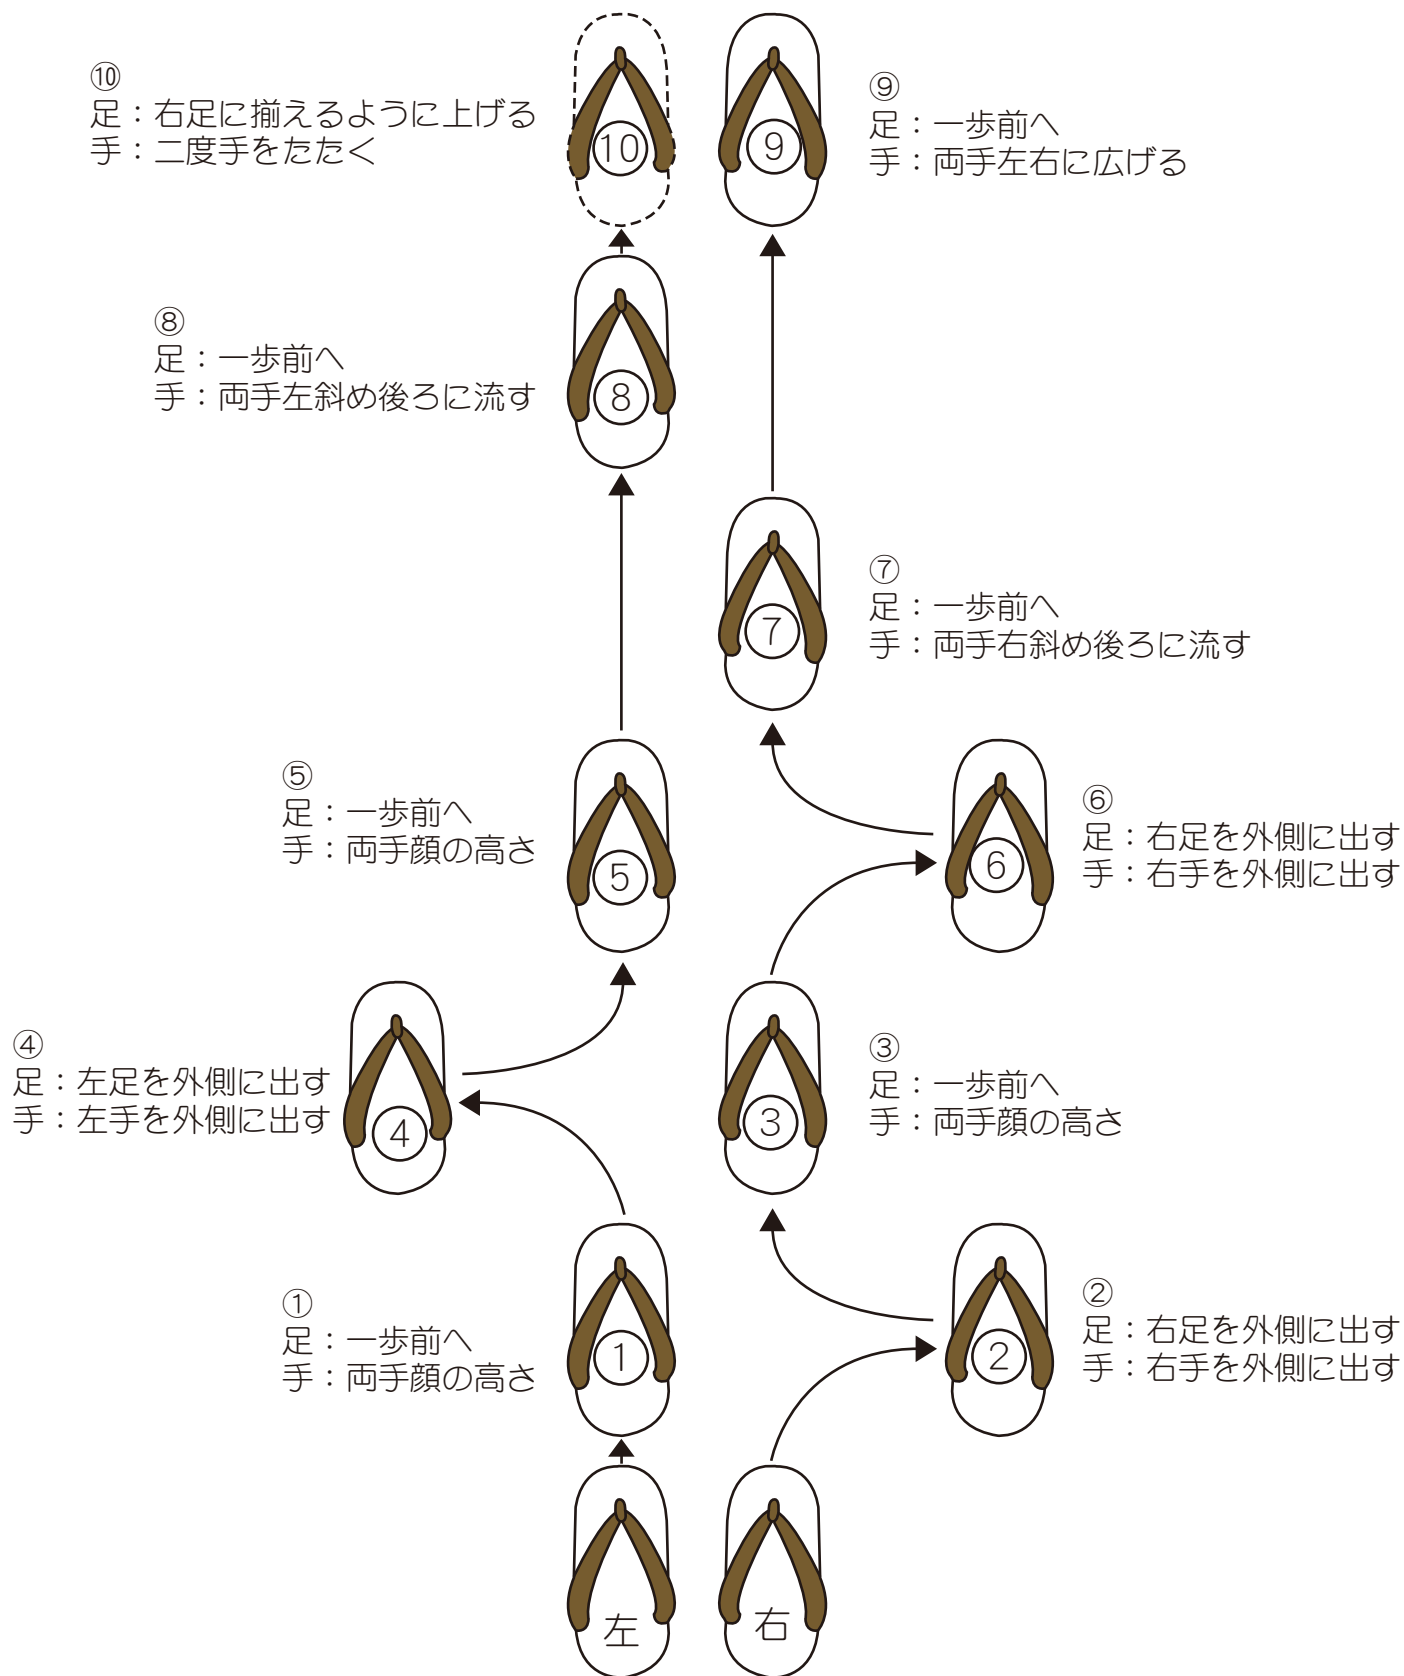 ⑩
足：右足に揃えるように上げる
手：二度手をたたく
10
9
⑨
足：一歩前へ
手：両手左右に広げる
⑧
足：一歩前へ
手：両手左斜め後ろに流す
8
7
⑦
足：一歩前へ
手：両手右斜め後ろに流す
⑤
足：一歩前へ
手：両手顔の高さ
5
6
⑥
足：右足を外側に出す
手：右手を外側に出す
④
足：左足を外側に出す
手：左手を外側に出す
4
3
③
足：一歩前へ
手：両手顔の高さ
①
足：一歩前へ
手：両手顔の高さ
1
2
②
足：右足を外側に出す
手：右手を外側に出す
左
右